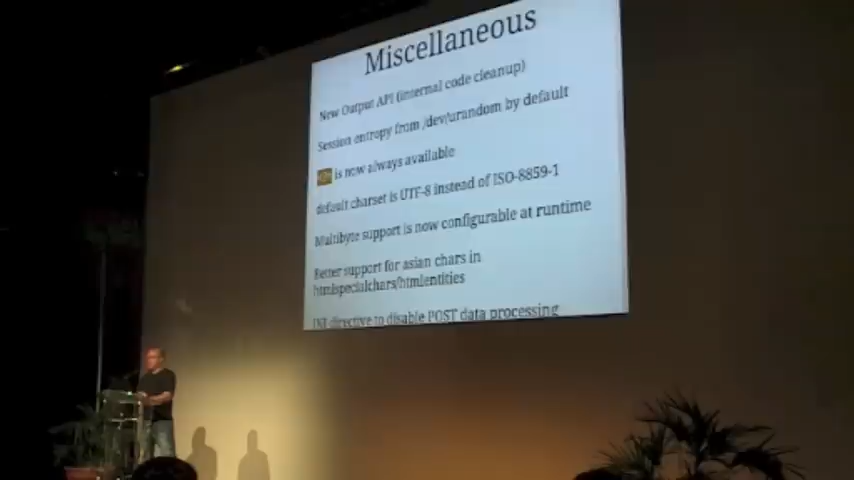 Miscellaneous
New Output API (internal code cleanup)
Session entropy from /dev/urandom by default
is now always available
default charset is UTF-8 instead of ISO-8859-1
Multibyte support is now configurable at runtime
Better support for asian chars in
htmlspecialchars/htmlentities
INI directive to disable POST data processing